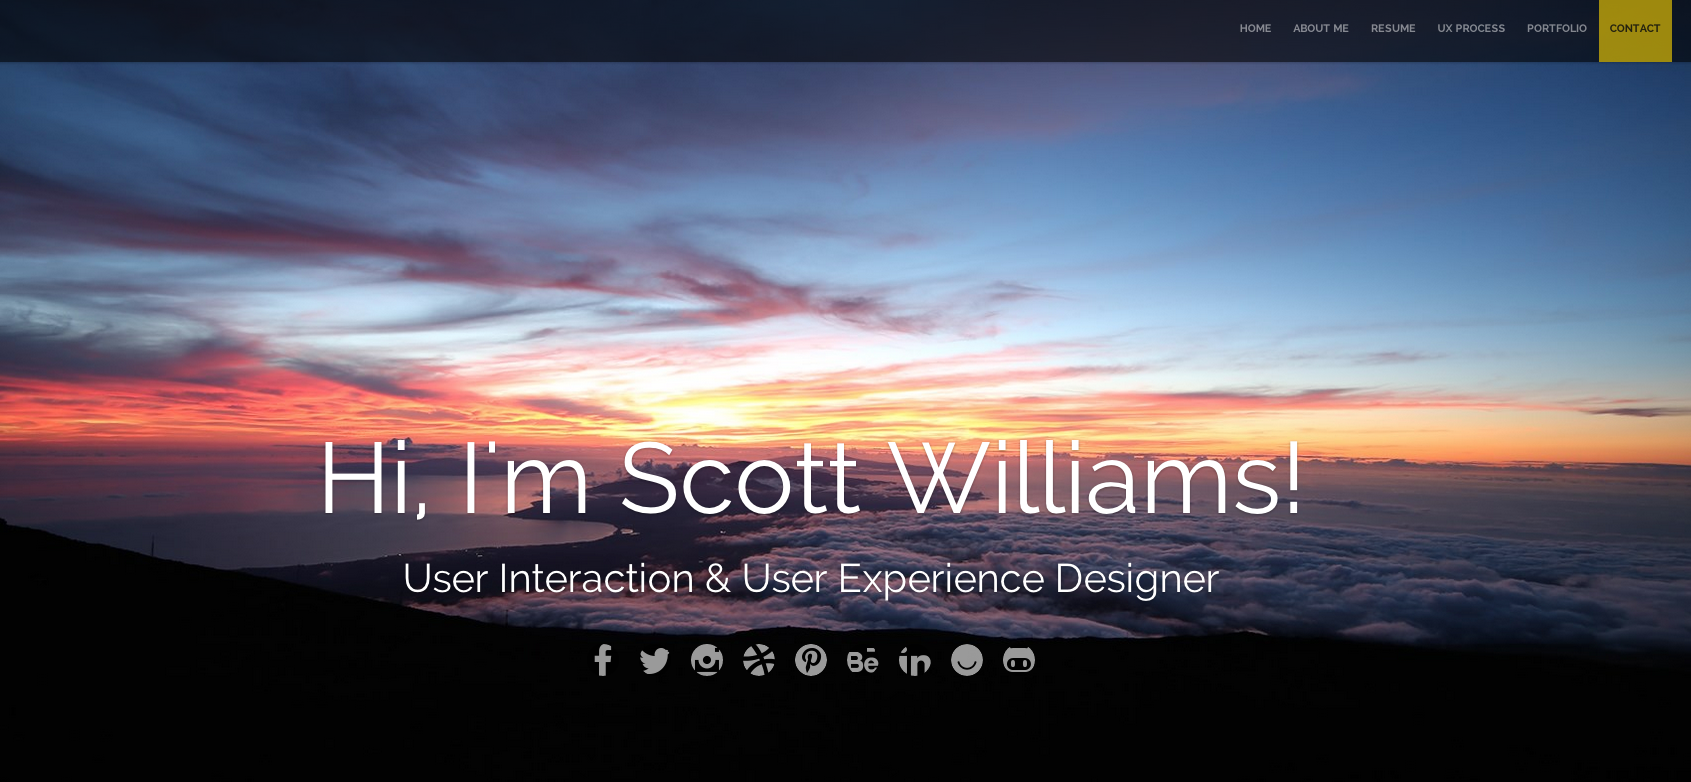 HOME ABOUT ME RESUME UX PROCESS PORTFOLIO CONTACT
Hi, I'm Scott Williams!
User Interaction & User Experience Designer